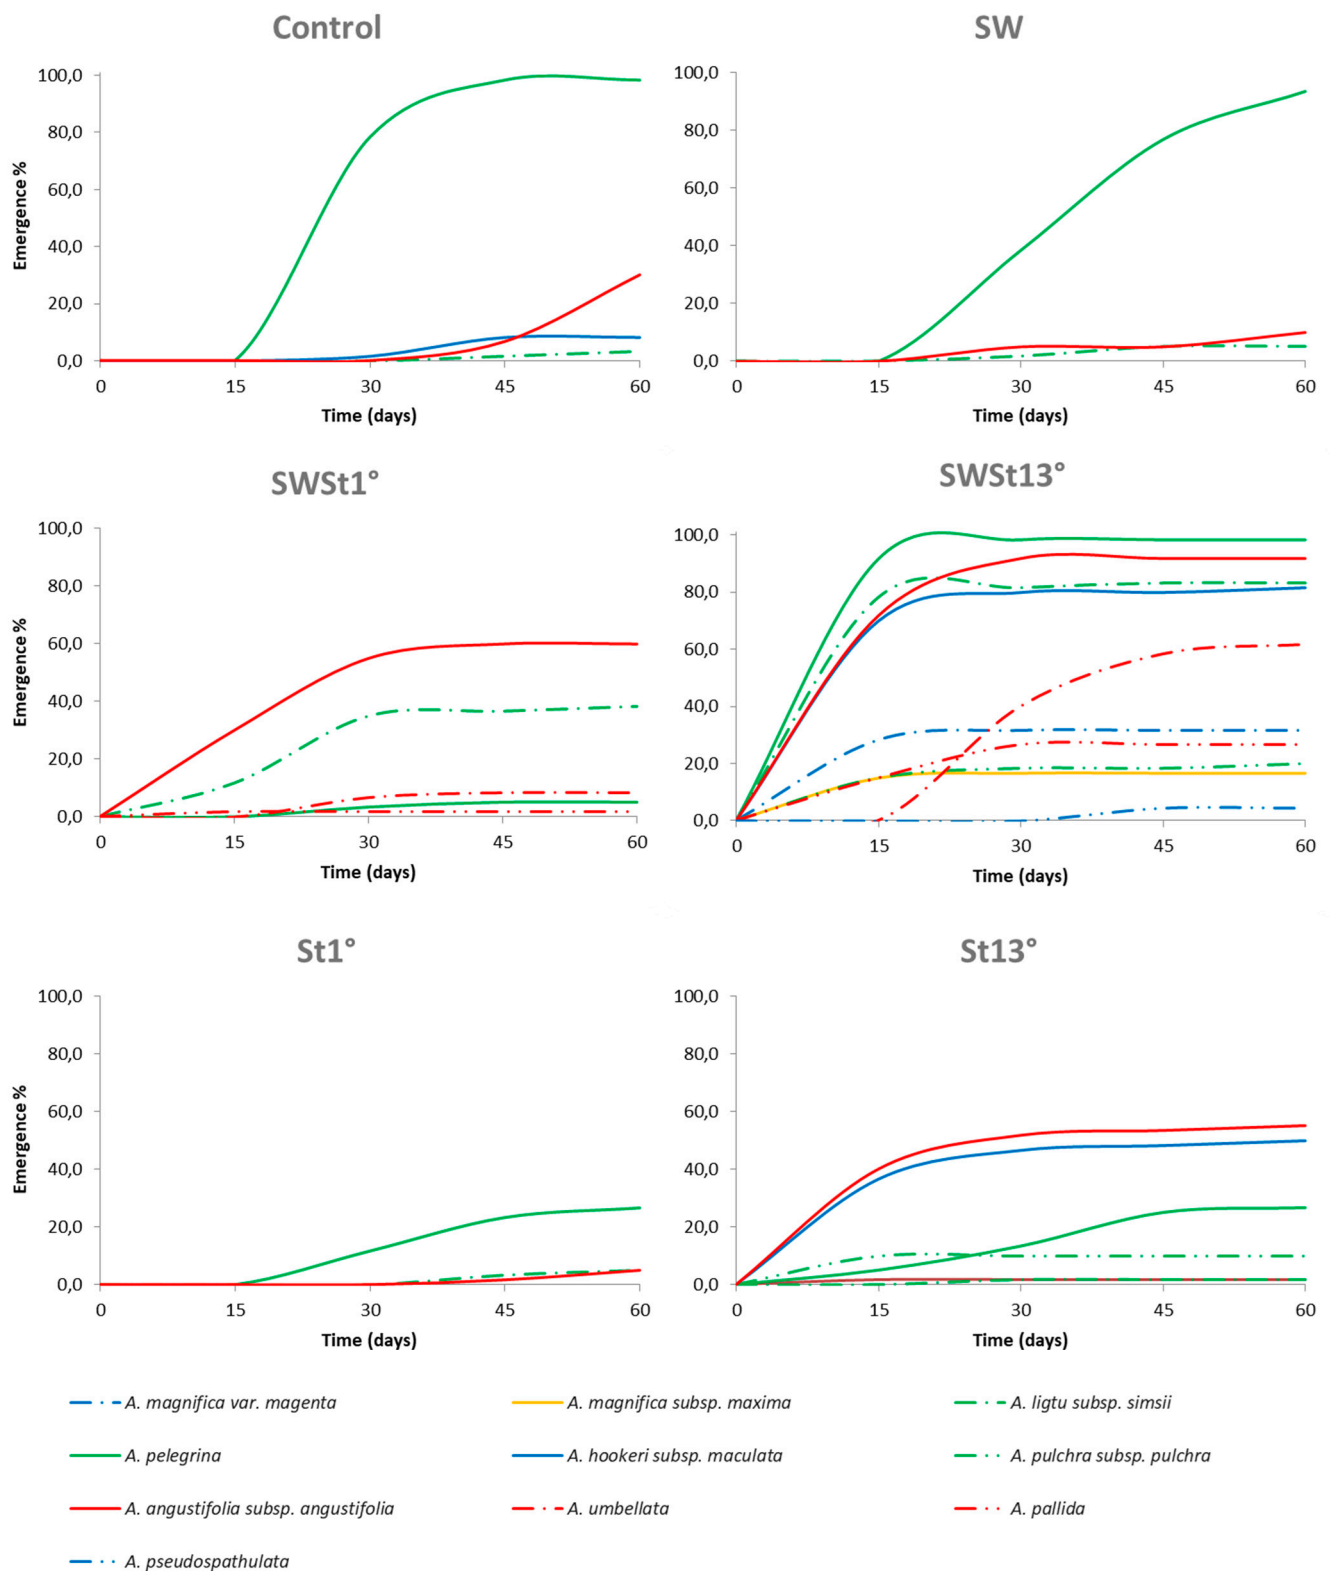 Control
SW
100,0
80,0
60,0
40,0
20,0
0,0
Emergence %
0 15 30 45 60
Time (days)
100,0
80,0
60,0
40,0
20,0
0,0
0 15 30 45 60
Time (days)
SWSt1°
SWSt13°
100,0
80,0
60,0
40,0
20,0
0,0
Emergence %
0 15 30 45 60
Time (days)
100,0
80,0
60,0
40,0
20,0
0,0
0 15 30 45 60
Time (days)
St1°
St13°
100,0
80,0
60,0
40,0
20,0
0,0
Emergence %
0 15 30 45 60
Time (days)
100,0
80,0
60,0
40,0
20,0
0,0
0 15 30 45 60
Time (days)
A. magnifica var. magenta
A. magnifica subsp. maxima
A. ligtu subsp. simsii
A. pelegrina
A. hookeri subsp. maculata
A. pulchra subsp. pulchra
A. angustifolia subsp. angustifolia
A. umbellata
A. pallida
A. pseudospathulata